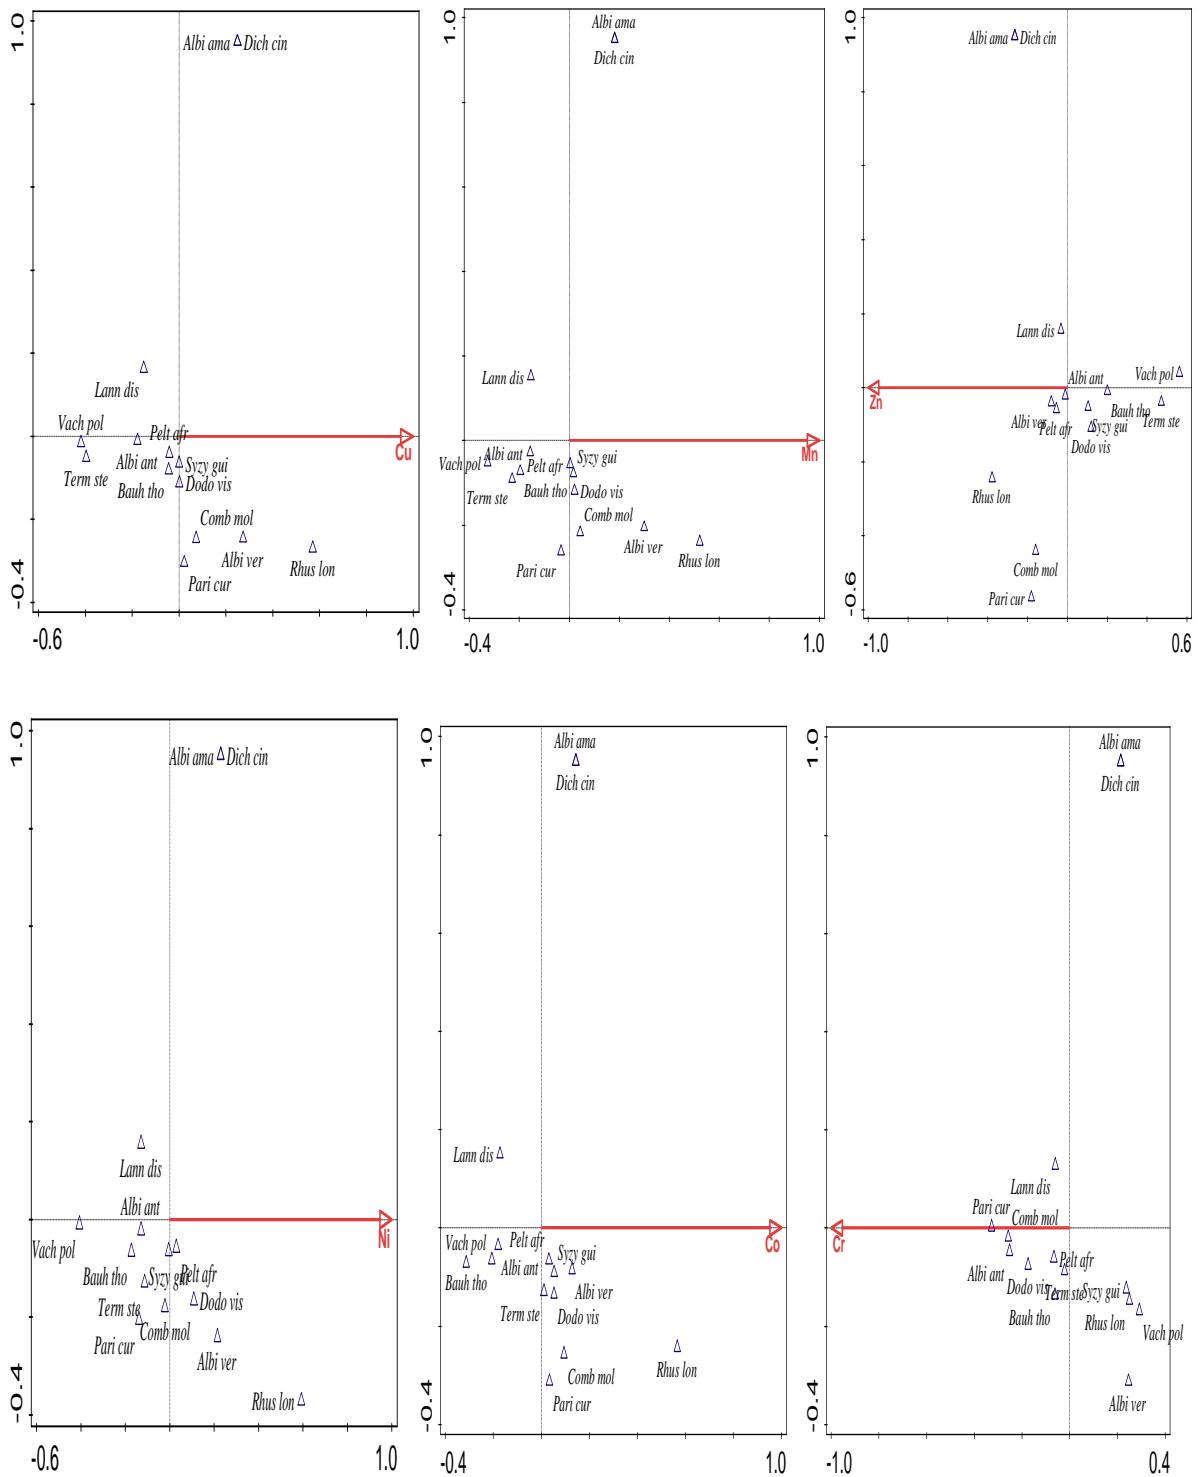 1.0
Albi ama
Dich cin
Lann dis
Vach pol
Pelt afr
Cu
Term ste
Albi ant
Syzy gui
Bauh tho
Dodo vis
Comb mol
Albi ver
Rhus lon
Pari cur
-0.4
-0.6
1.0
1.0
Albi ama
Dich cin
Lann dis
Albi ant
Syzy gui
Mn
Vach pol
Pelt afr
Term ste
Bauh tho
Dodo vis
Comb mol
Albi ver
Rhus lon
Pari cur
-0.4
-0.4
1.0
1.0
Albi ama
Dich cin
Lann dis
Albi ant
Vach pol
Zn
Albi ver
Bauh tho
Term ste
Pelt afr
Syzy gui
Dodo vis
Rhus lon
Comb mol
Pari cur
-0.6
-1.0
0.6
1.0
Albi ama
Dich cin
Lann dis
Albi ant
Ni
Vach pol
Bauh tho
Syzy gui
Pelt afr
Term ste
Dodo vis
Comb mol
Pari cur
Albi ver
Rhus lon
-0.4
-0.6
1.0
1.0
Albi ama
Dich cin
Lann dis
Vach pol
Pelt afr
Syzy gui
Co
Bauh tho
Albi ant
Albi ver
Term ste
Dodo vis
Comb mol
Rhus lon
Pari cur
-0.4
-0.4
1.0
1.0
Albi ama
Dich cin
Lann dis
Pari cur
Comb mol
Cr
Albi ant
Pelt afr
Dodo vis
Term ste
Syzy gui
Bauh tho
Rhus lon
Vach pol
Albi ver
-0.4
-1.0
0.4